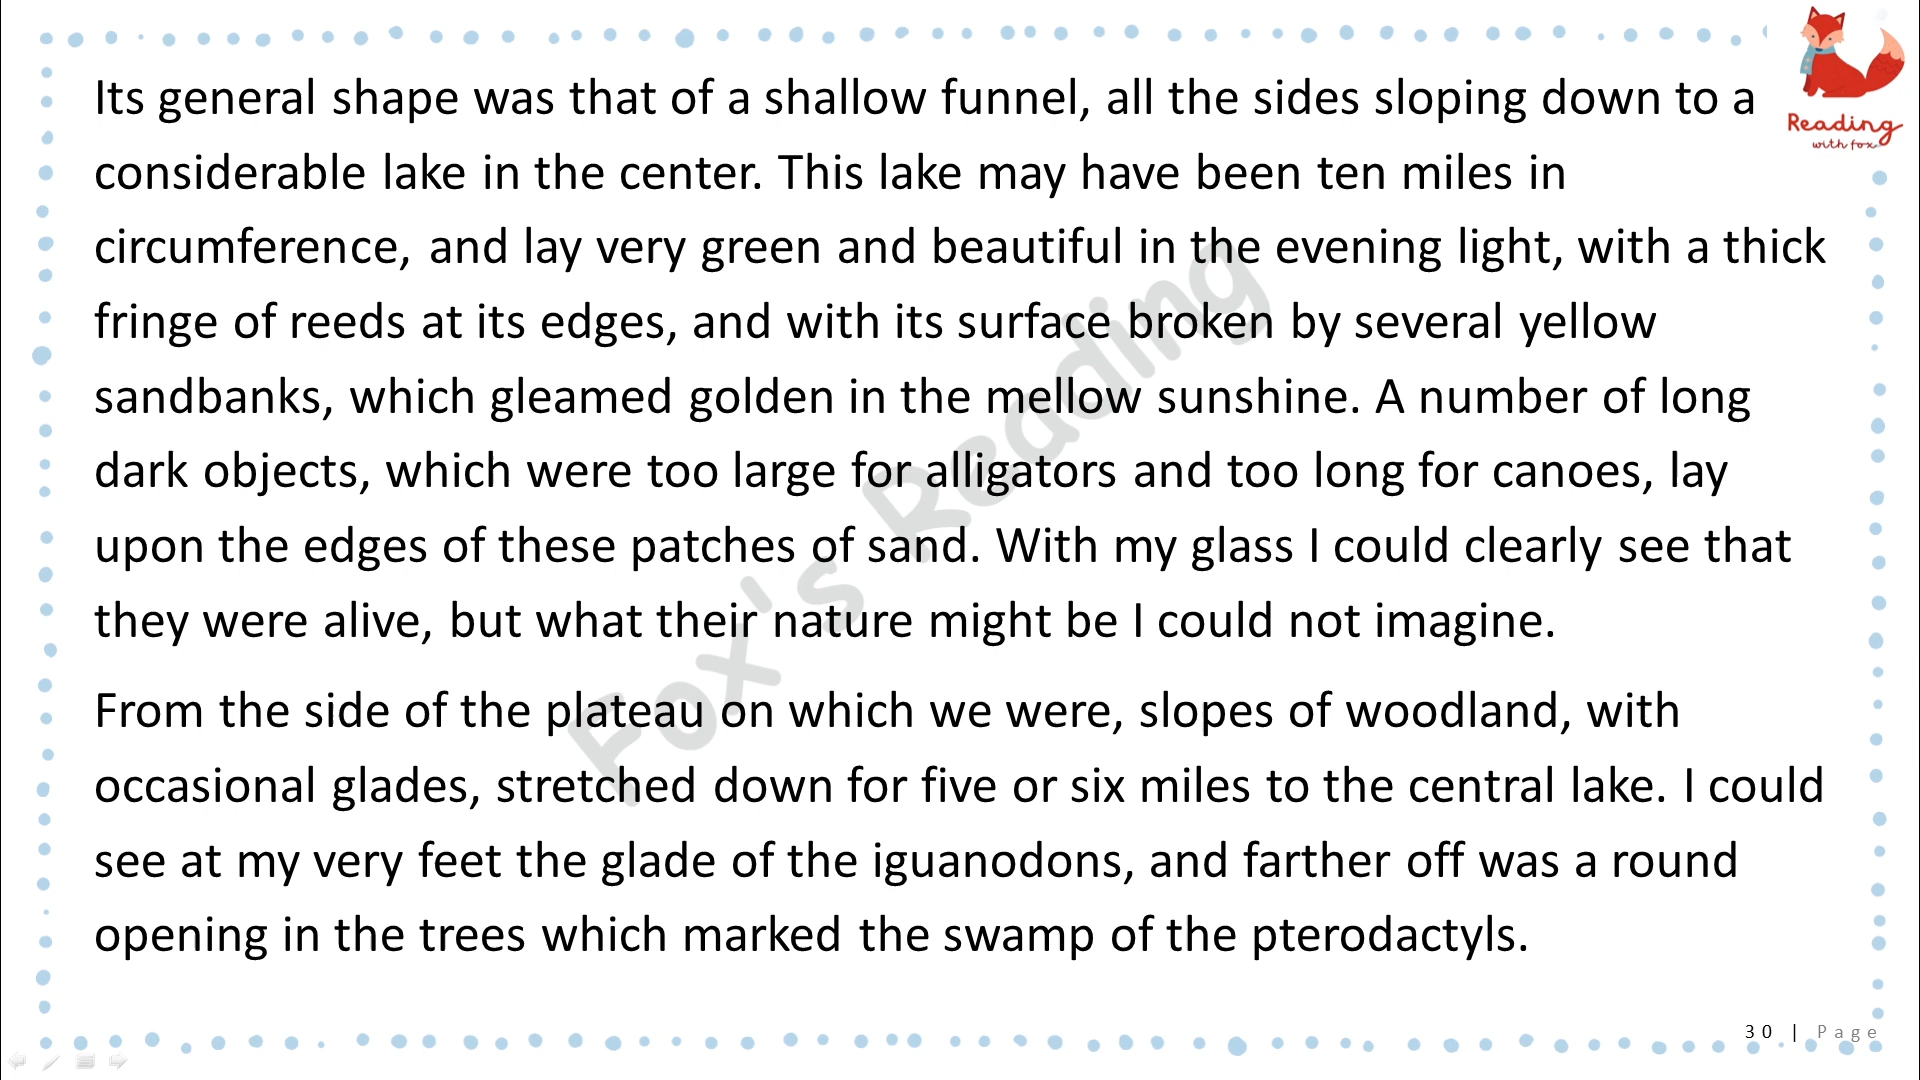 Its general shape was that of a shallow funnel, all the sides sloping down to a
considerable lake in the center. This lake may have been ten miles in
circumference, and lay very green and beautiful in the evening light, with a thick
fringe of reeds at its edges, and with its surface broken by several yellow
sandbanks, which gleamed golden in the mellow sunshine. A number of long
dark objects, which were too large for alligators and too long for canoes, lay
upon the edges of these patches of sand. With my glass I could clearly see that
they were alive, but what their nature might be I could not imagine.
From the side of the plateau on which we were, slopes of woodland, with
occasional glades, stretched down for five or six miles to the central lake. I could
see at my very feet the glade of the iguanodons, and farther off was a round
opening in the trees which marked the swamp of the pterodactyls.
Reading
with fox
Fox's Reading
30 | Page